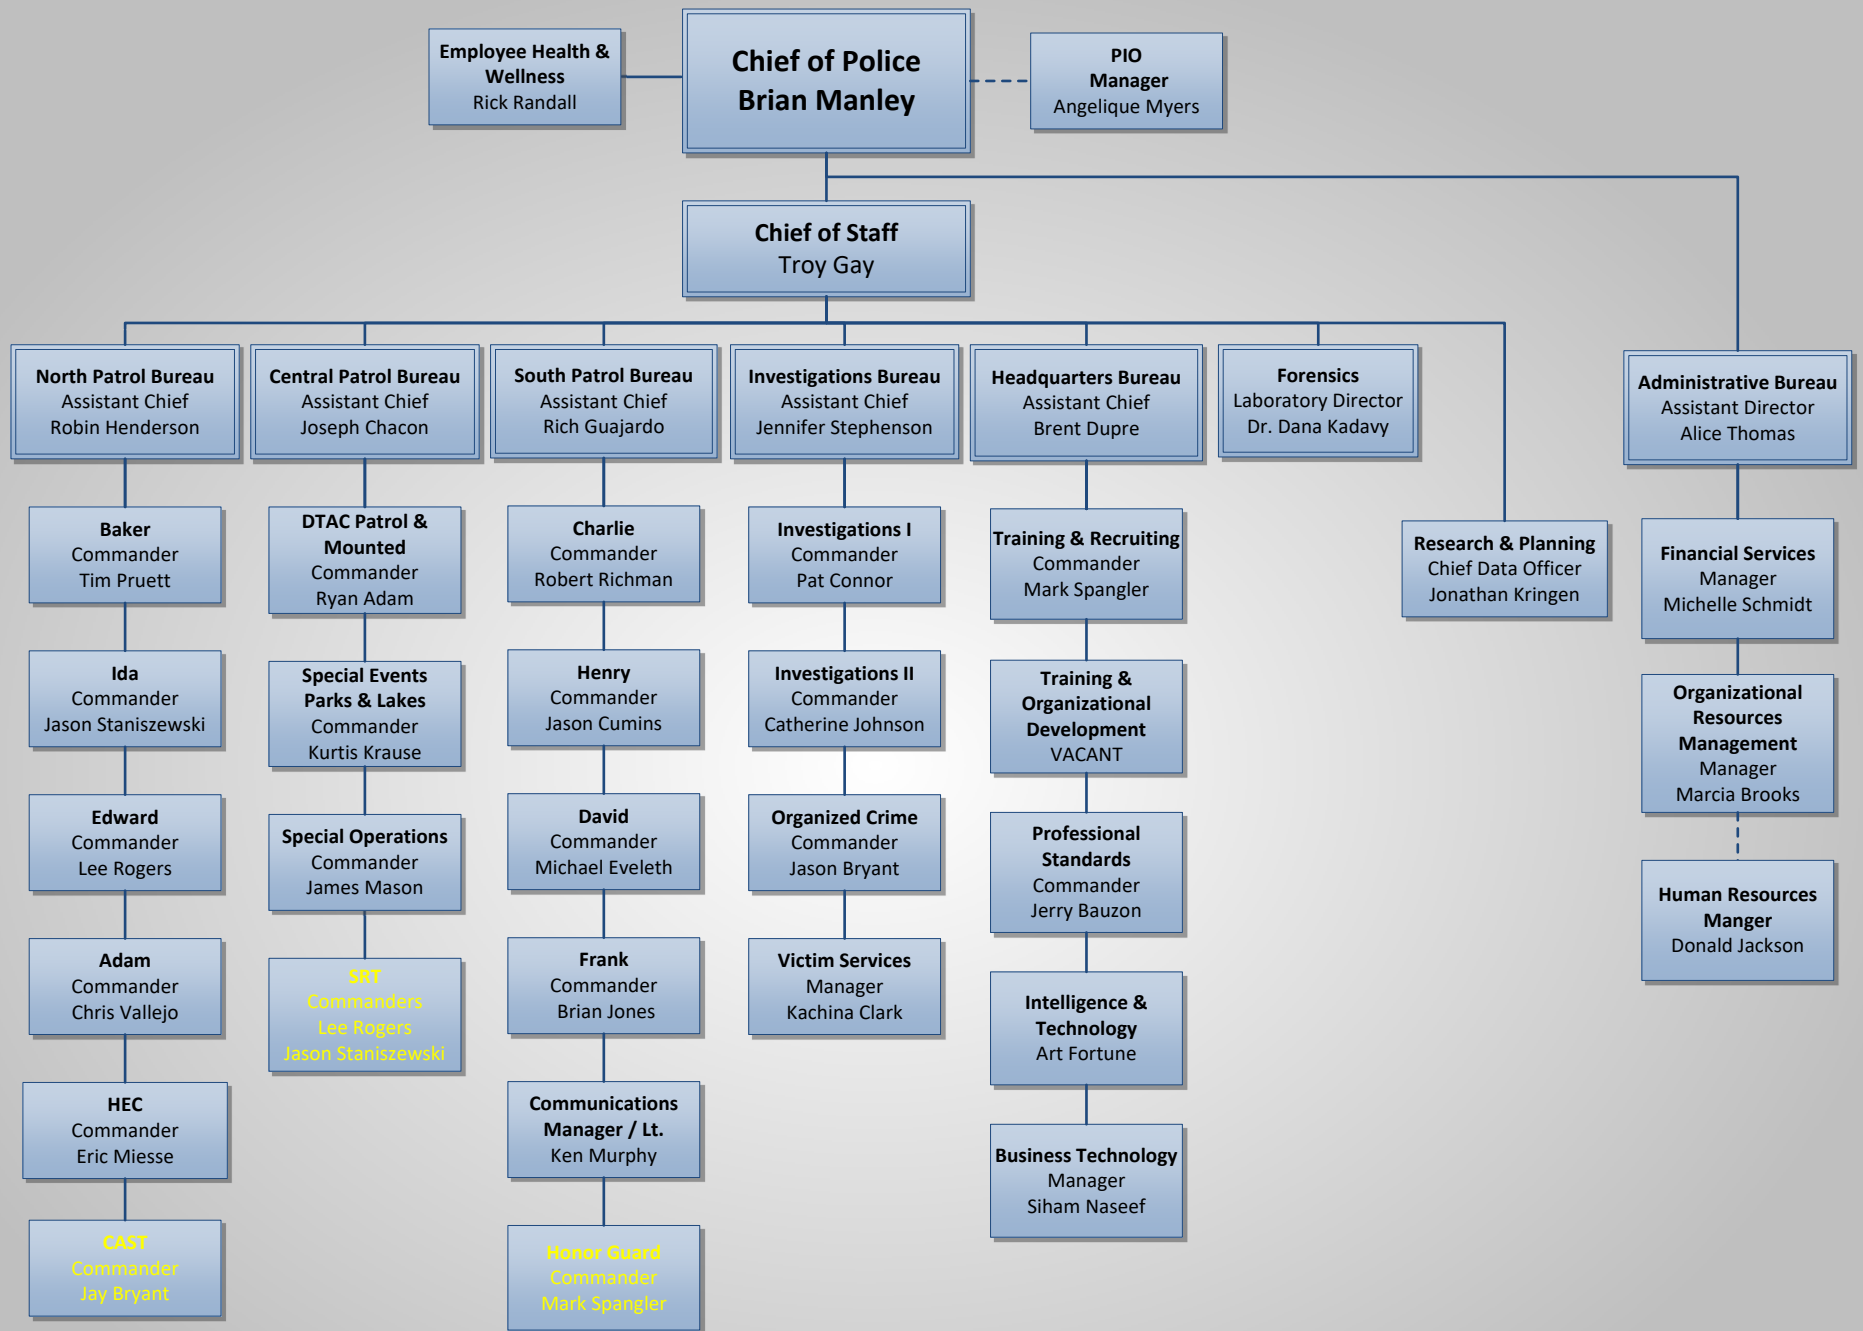 Employee Health &
Wellness
Rick Randall
Chief of Police
Brian Manley
PIO
Manager
Angelique Myers
Chief of Staff
Troy Gay
North Patrol Bureau
Assistant Chief
Robin Henderson
Central Patrol Bureau
Assistant Chief
Joseph Chacon
South Patrol Bureau
Assistant Chief
Rich Guajardo
Investigations Bureau
Assistant Chief
Jennifer Stephenson
Headquarters Bureau
Assistant Chief
Brent Dupre
Forensics
Laboratory Director
Dr. Dana Kadavy
Administrative Bureau
Assistant Director
Alice Thomas
Baker
Commander
Tim Pruett
Ida
Commander
Jason Staniszewski
Edward
Commander
Lee Rogers
Adam
Commander
Chris Vallejo
HEC
Commander
Eric Miesse
CAST
Commander
Jay Bryant
DTAC Patrol &
Mounted
Commander
Ryan Adam
Special Events
Parks & Lakes
Commander
Kurtis Krause
Special Operations
Commander
James Mason
SRT
Commanders
Lee Rogers
Jason Staniszewski
Charlie
Commander
Robert Richman
Henry
Commander
Jason Cumins
David
Commander
Michael Eveleth
Frank
Commander
Brian Jones
Communications
Manager / Lt.
Ken Murphy
Honor Guard
Commander
Mark Spangler
Investigations I
Commander
Pat Connor
Investigations II
Commander
Catherine Johnson
Organized Crime
Commander
Jason Bryant
Victim Services
Manager
Kachina Clark
Training & Recruiting
Commander
Mark Spangler
Training &
Organizational
Development
VACANT
Professional
Standards
Commander
Jerry Bauzon
Intelligence &
Technology
Art Fortune
Business Technology
Manager
Siham Naseef
Research & Planning
Chief Data Officer
Jonathan Kringen
Financial Services
Manager
Michelle Schmidt
Organizational
Resources
Management
Manager
Marcia Brooks
Human Resources
Manger
Donald Jackson